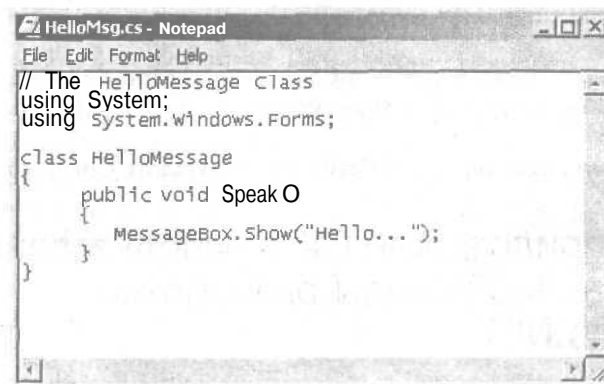 HelloMsg.cs - Notepad
File Edit Format Help
// The HelloMessage Class
using System;
using System.Windows.Forms;
class HelloMessage
{
public void Speak O
{
MessageBox.Show("Hello...");
}
}